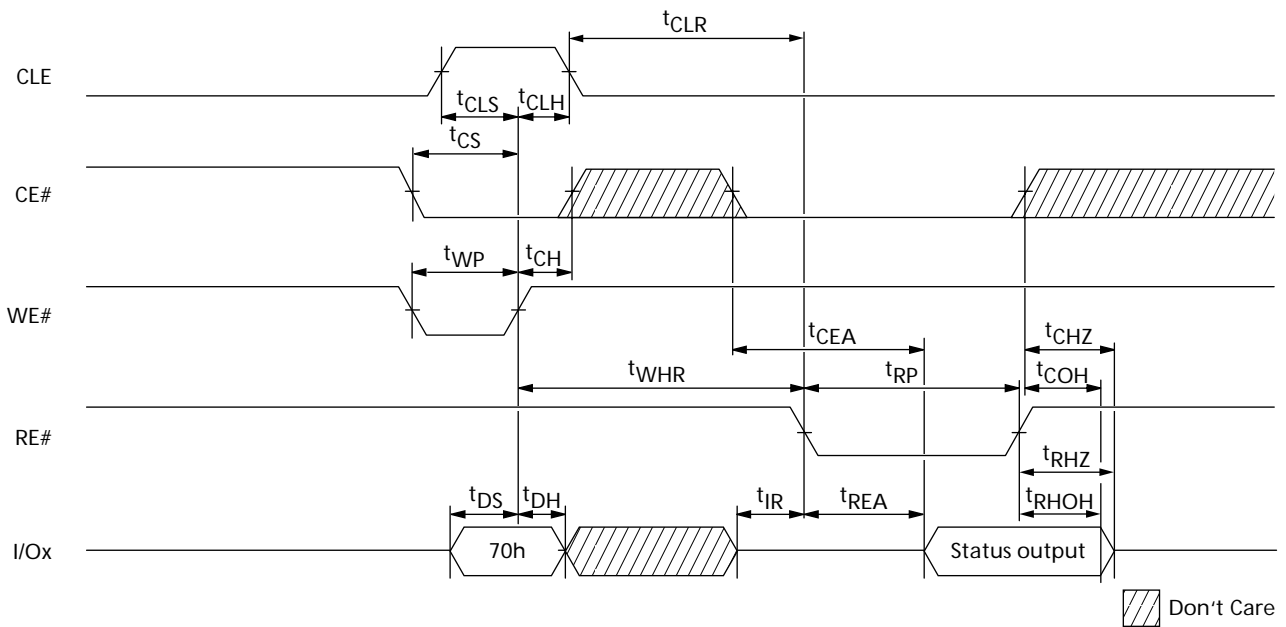 tCLR
CLE
tCLS tCLH
tCS
CE#
tWP tCH
WE#
tCEA tCHZ
tWHR tRP tCOH
RE#
tRHZ
tDS tDH tIR tREA tRHOH
I/Ox 70h Status output
Don't Care